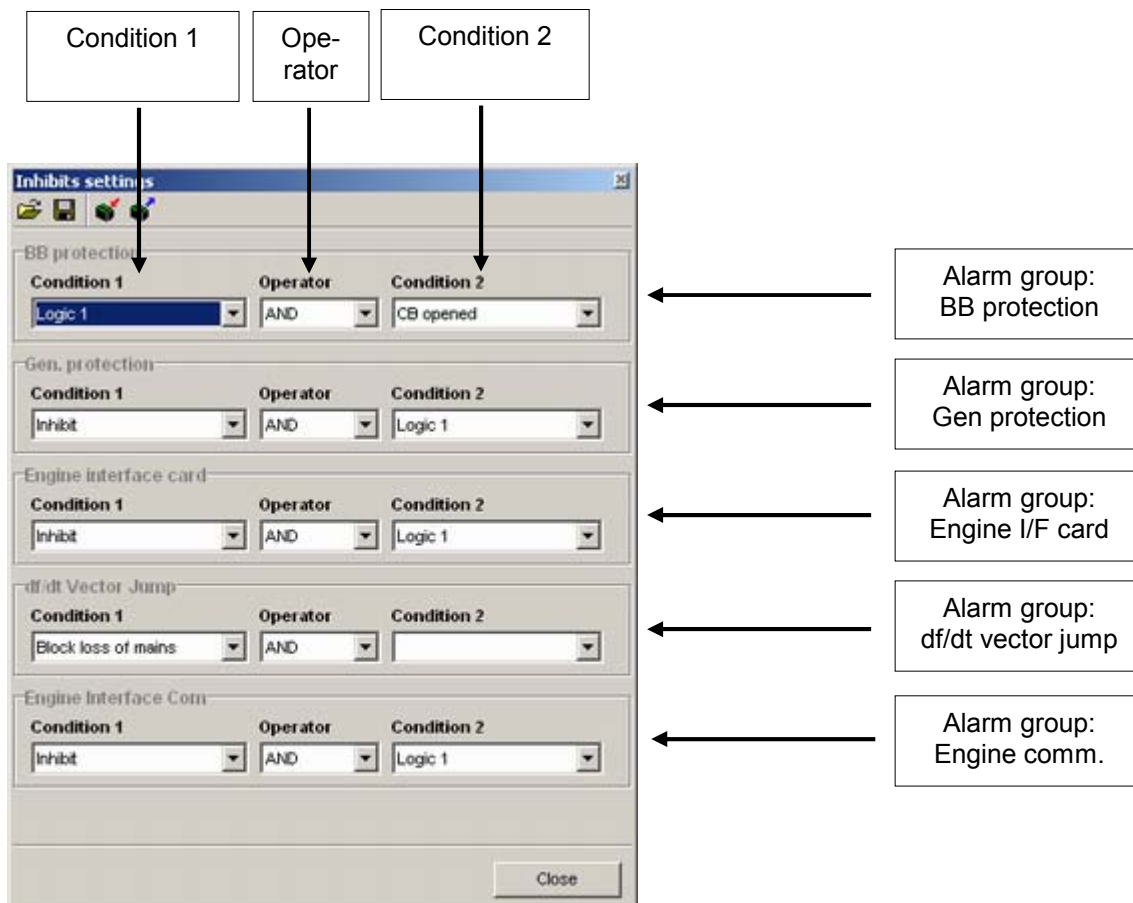 Condition 1
Ope-
rator
Condition 2
Inhibits settings
BB protection
Condition 1 Operator Condition 2
Logic 1 AND CB opened
Alarm group:
BB protection
Gen. protection
Condition 1 Operator Condition 2
Inhibit AND Logic 1
Alarm group:
Gen protection
Engine interface card
Condition 1 Operator Condition 2
Inhibit AND Logic 1
Alarm group:
Engine I/F card
df/dt Vector Jump
Condition 1 Operator Condition 2
Block loss of mains AND
Alarm group:
df/dt vector jump
Engine Interface Com
Condition 1 Operator Condition 2
Inhibit AND Logic 1
Alarm group:
Engine comm.
Close